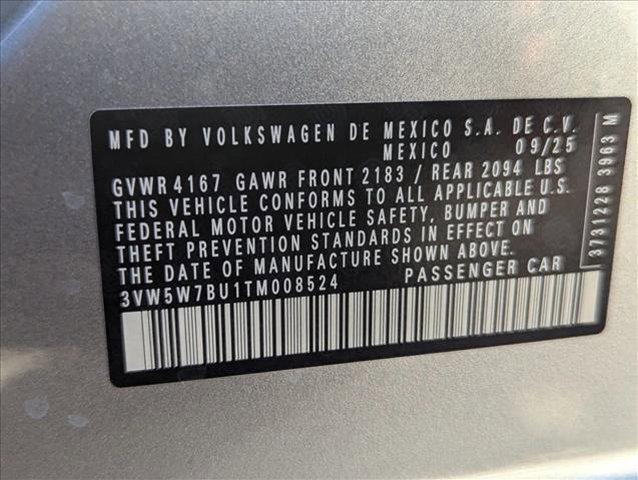 MFD BY VOLKSWAGEN DE MEXICO S.A. DE C.V.
MEXICO 09/25
GVWR 4167 GAWR FRONT 2183 / REAR 2094 LBS
THIS VEHICLE CONFORMS TO ALL APPLICABLE U.S.
FEDERAL MOTOR VEHICLE SAFETY, BUMPER AND
THEFT PREVENTION STANDARDS IN EFFECT ON
THE DATE OF MANUFACTURE SHOWN ABOVE.
3VW5W7BU1TM008524 PASSENGER CAR
3731228 3963 M